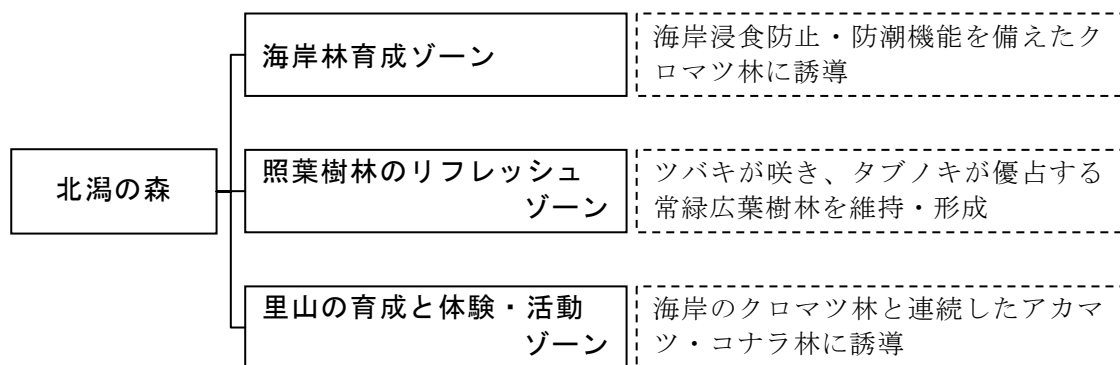 海岸林育成ゾーン
海岸浸食防止・防潮機能を備えたク
ロマツ林に誘導
北潟の森
照葉樹林のリフレッシュ
ゾーン
ツバキが咲き、タブノキが優占する
常緑広葉樹林を維持・形成
里山の育成と体験・活動
ゾーン
海岸のクロマツ林と連続したアカマ
ツ・コナラ林に誘導